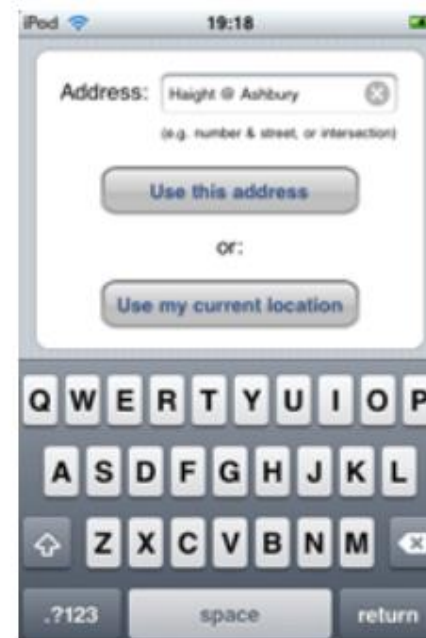 iPod 19:18
Address: Haight @ Ashbury
(e.g. number & street, or intersection)
Use this address
or:
Use my current location
Q W E R T Y U I O P
A S D F G H J K L
Z X C V B N M
.?123 space return